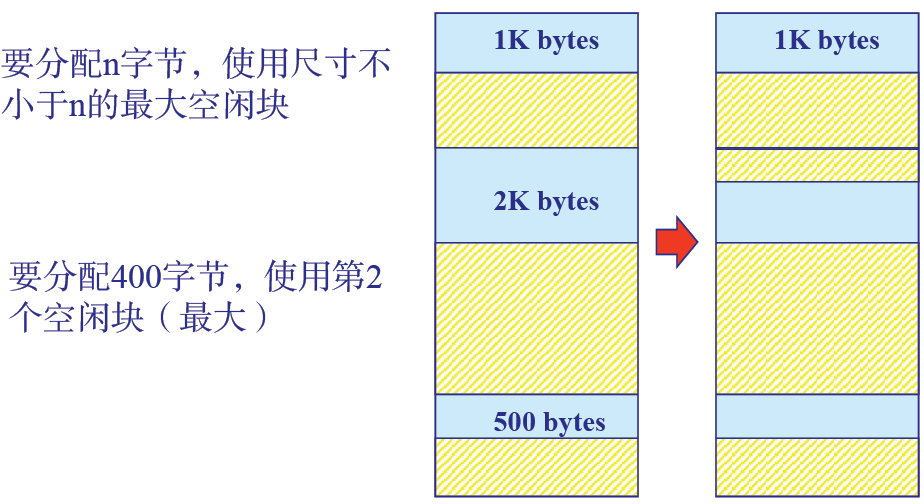 要分配n字节，使用尺寸不
小于n的最大空闲块
要分配400字节，使用第2
个空闲块（最大）
1K bytes
2K bytes
500 bytes
1K bytes